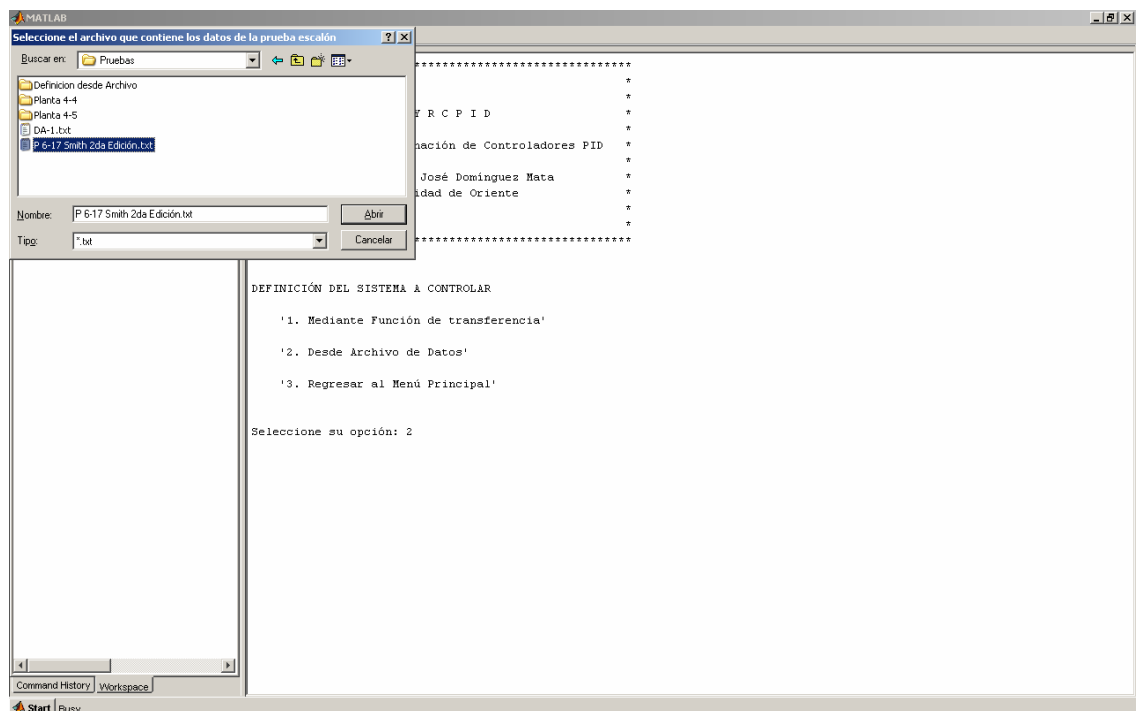 MATLAB
Seleccione el archivo que contiene los datos de la prueba escalón
Buscar en: Pruebas
Definicion desde Archivo
Planta 4-4
Planta 4-5
DA-1.txt
P 6-17 Smith 2da Edición.txt
Nombre: P 6-17 Smith 2da Edición.txt Abrir
Tipo: *.txt Cancelar
******************************
*
*
Y R C P I D *
*
nación de Controladores PID *
*
José Domínguez Mata *
idad de Oriente *
*
*
******************************
DEFINICIÓN DEL SISTEMA A CONTROLAR
'1. Mediante Función de transferencia'
'2. Desde Archivo de Datos'
'3. Regresar al Menú Principal'
Seleccione su opción: 2
Command History Workspace
Start Busy